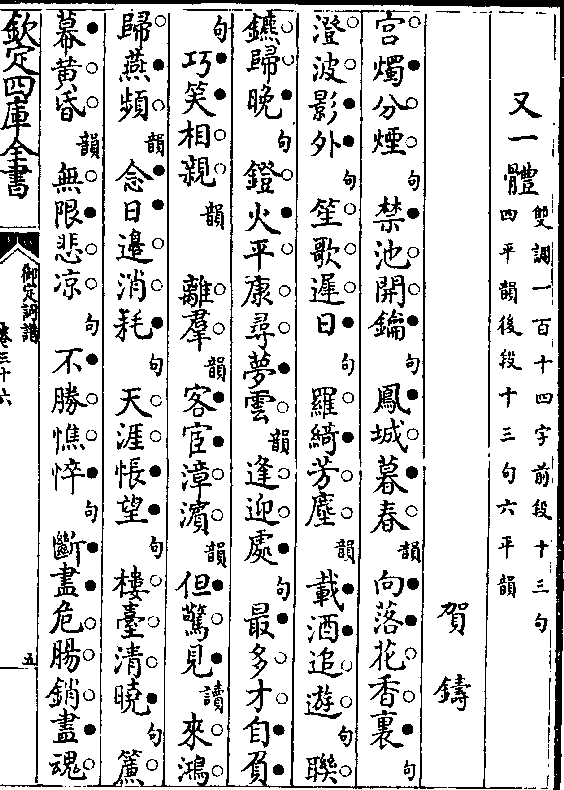 又一體 雙調一百十四字前段十三句
四平韻後段十三句六平韻
賀鑄
宮燭分煙句禁池開鑰句鳳城暮春韻向落花香裏句
澄波影外句笙歌遲日句羅綺芳塵韻載酒追遊句聯
鑣歸晚句鐙火平康尋夢雲韻逢迎處句最多才自負
句巧笑相親韻 離羣韻客宦漳濱韻但驚見讀來鴻
歸燕頻韻念日邊消耗句天涯悵望句樓臺清曉句簾
幕黃昏韻無限悲凉句不勝憔悴句斷盡危腸銷盡魂
欽定四庫全書
御定詞譜
卷三十六
五